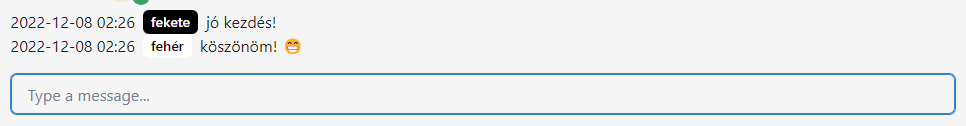 2022-12-08 02:26 fekete jó kezdés!
2022-12-08 02:26 fehér köszönöm! 😁
Type a message...